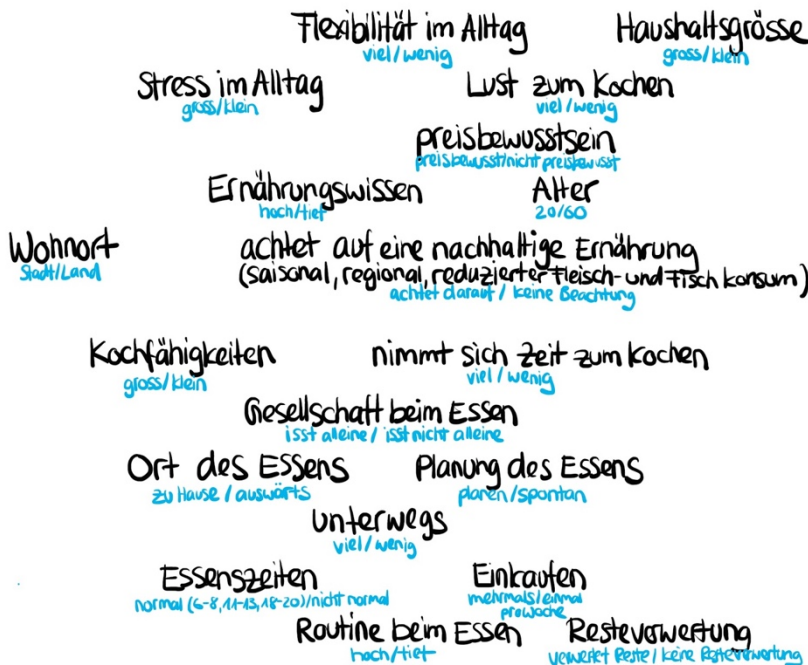 Flexibilität im Alltag Haushaltsgrösse
viel/wenig gross/klein
Stress im Alltag Lust zum Kochen
gross/klein viel/wenig
preisbewusstsein
preisbewusst/nicht preisbewusst
Ernährungswissen Alter
hoch/tief 20/60
Wohnort achtet auf eine nachhaltige Ernährung
Stadt/Land (saisonal, regional, reduzierter Fleisch- und Fisch konsum)
achtet darauf / keine Beachtung
Kochfähigkeiten nimmt sich Zeit zum Kochen
gross/klein viel/wenig
Gesellschaft beim Essen
isst alleine / isst nicht alleine
Ort des Essens Planung des Essens
zu Hause / auswärts planen/spontan
unterwegs
viel/wenig
Essenszeiten Einkaufen
normal (6-8, 11-13, 18-20)/nicht normal mehrmals/einmal
pro woche
Routine beim Essen Resteverwertung
hoch/tief verwertet Reste / keine Resteverwertung